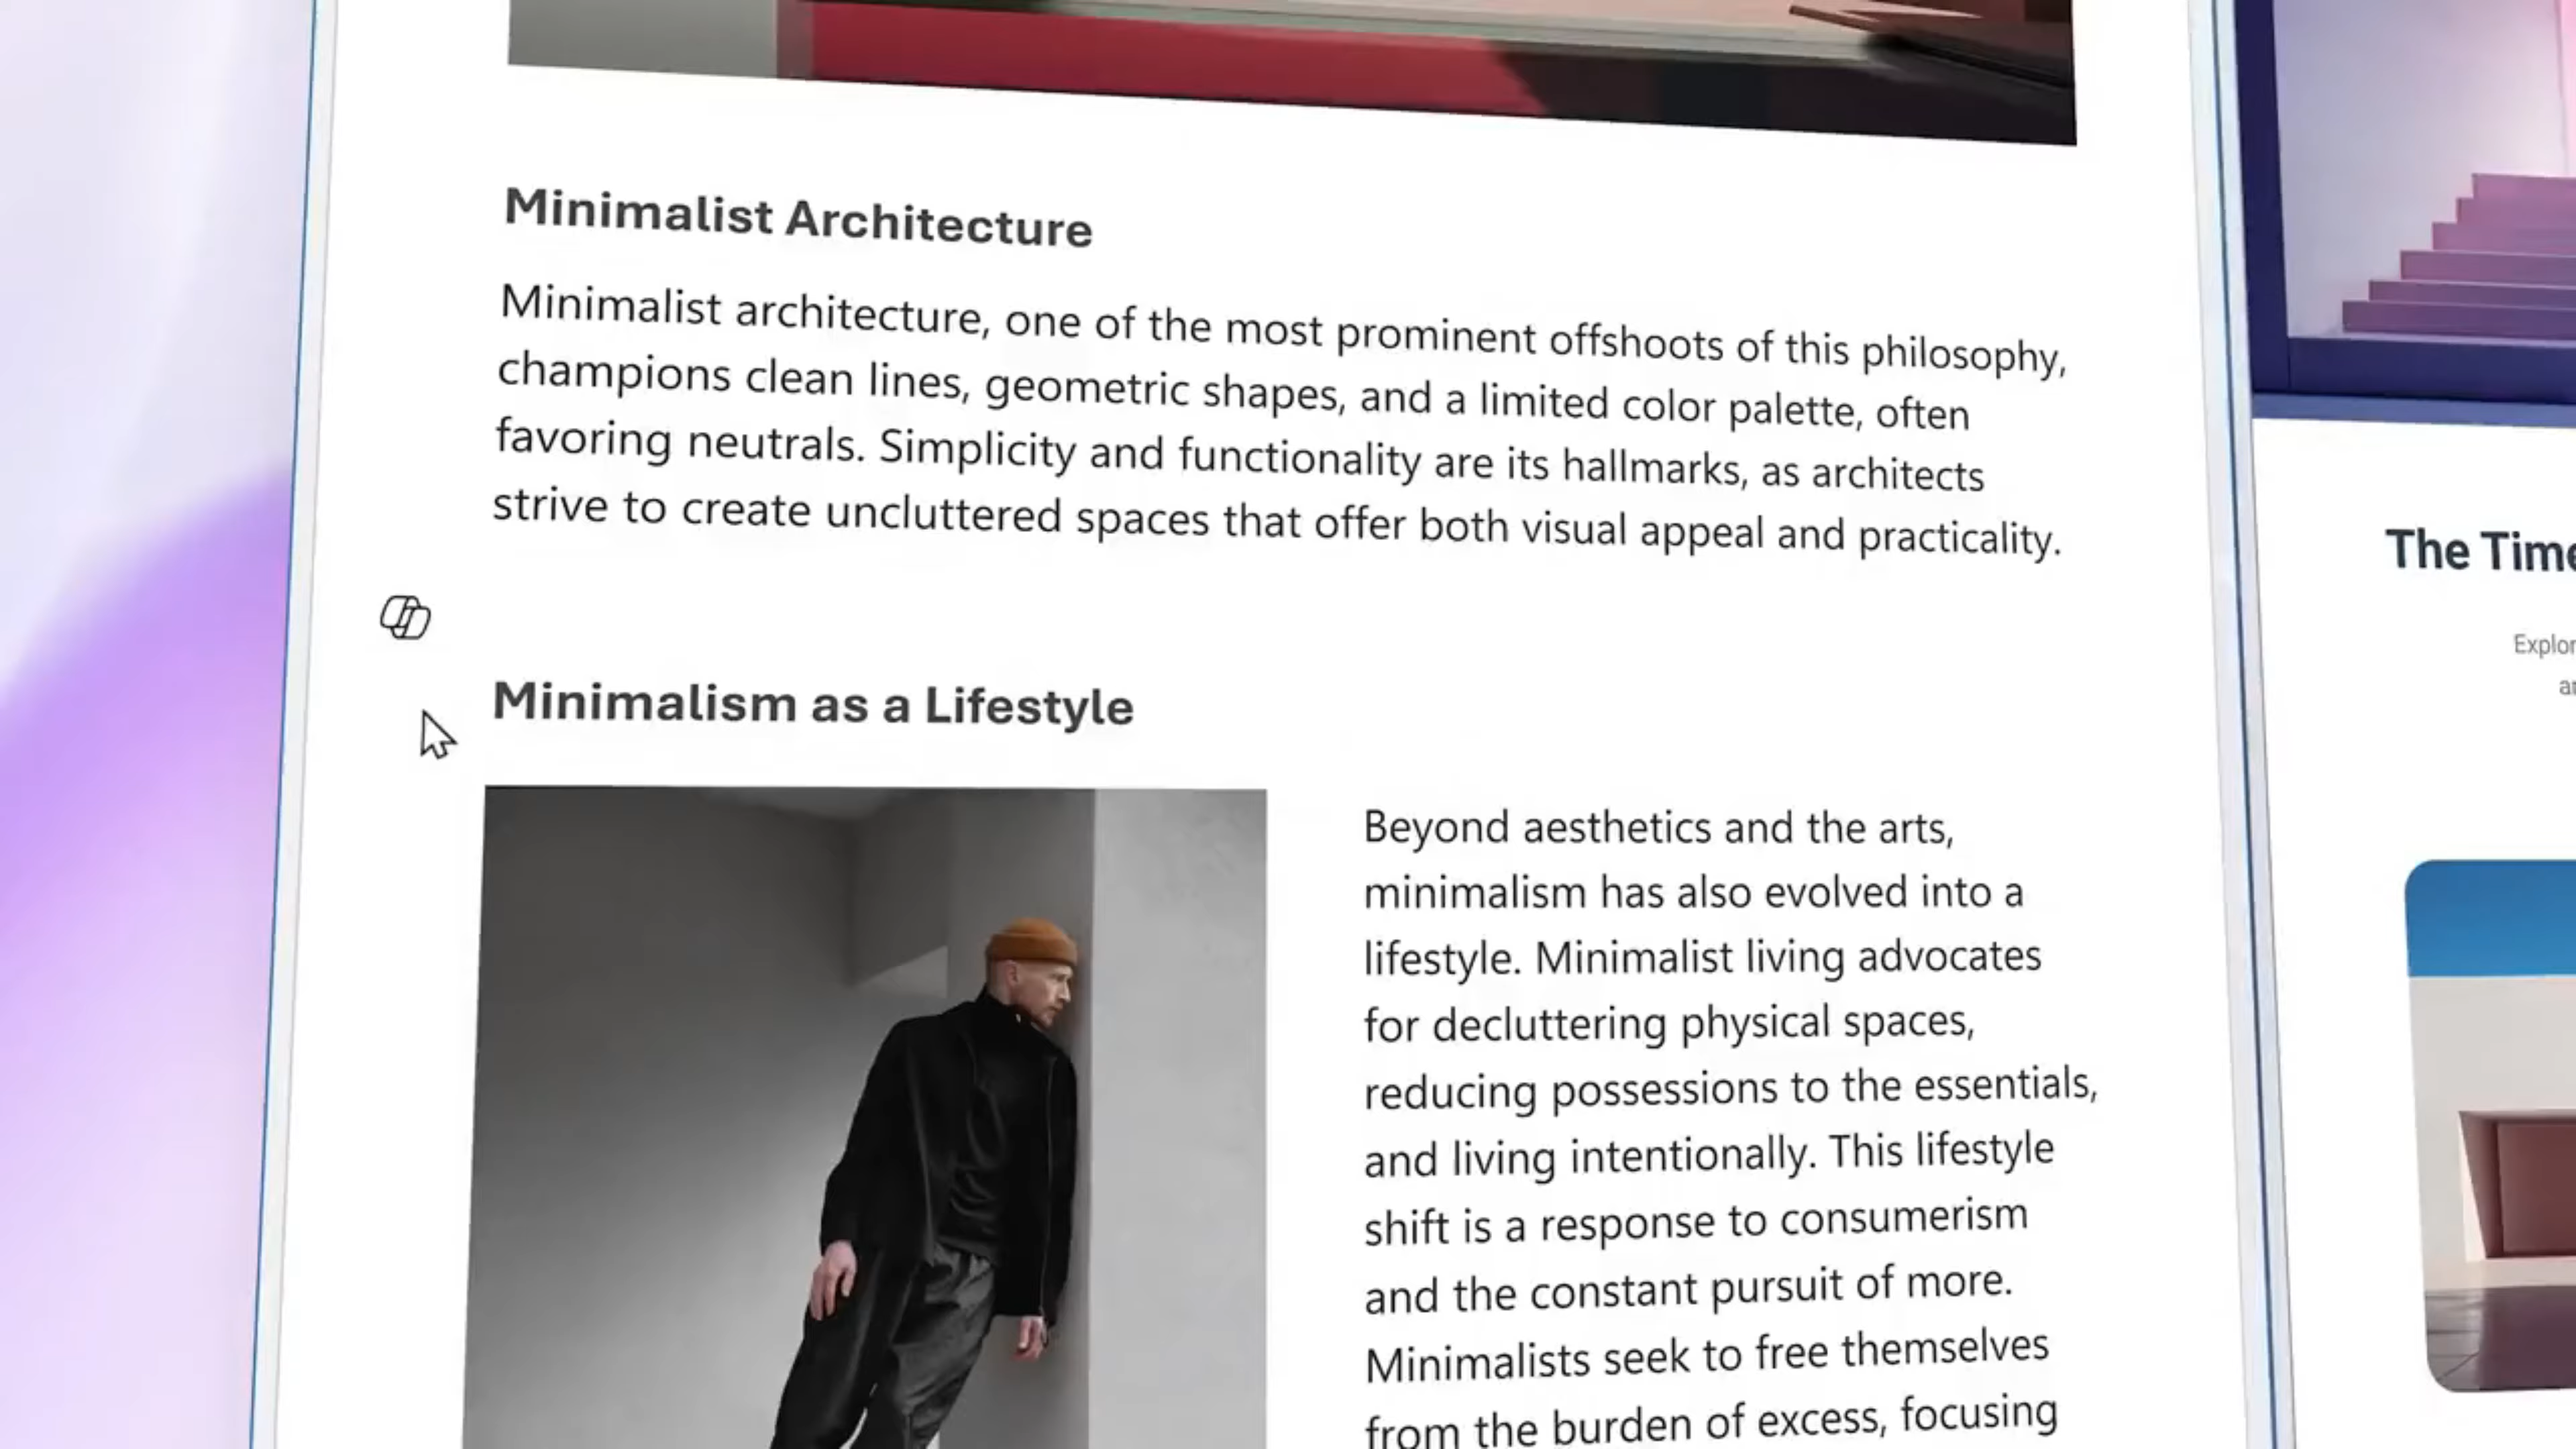 Minimalist Architecture
Minimalist architecture, one of the most prominent offshoots of this philosophy,
champions clean lines, geometric shapes, and a limited color palette, often
favoring neutrals. Simplicity and functionality are its hallmarks, as architects
strive to create uncluttered spaces that offer both visual appeal and practicality.
Minimalism as a Lifestyle
Beyond aesthetics and the arts,
minimalism has also evolved into a
lifestyle. Minimalist living advocates
for decluttering physical spaces,
reducing possessions to the essentials,
and living intentionally. This lifestyle
shift is a response to consumerism
and the constant pursuit of more.
Minimalists seek to free themselves
from the burden of excess, focusing
The Time
Explor